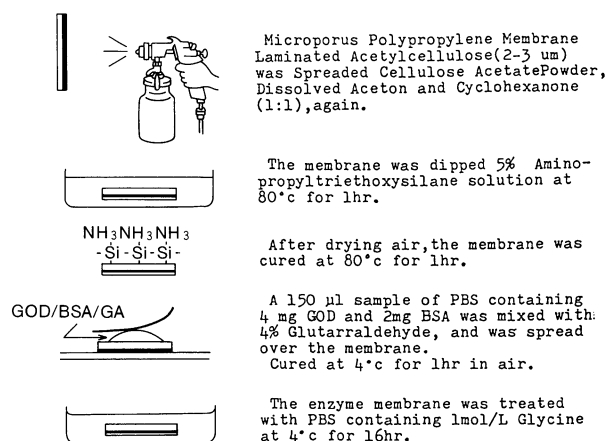 Microporus Polypropylene Membrane
Laminated Acetylcellulose(2-3 um)
was Spreaded Cellulose AcetatePowder,
Dissolved Aceton and Cyclohexanone
(1:1),again.
The membrane was dipped 5% Amino-
propyltriethoxysilane solution at
80°c for 1hr.
NH3NH3NH3
-Si-Si-Si-
After drying air,the membrane was
cured at 80°c for 1hr.
GOD/BSA/GA
A 150 µl sample of PBS containing
4 mg GOD and 2mg BSA was mixed with
4% Glutarraldehyde, and was spread
over the membrane.
Cured at 4°c for 1hr in air.
The enzyme membrane was treated
with PBS containing 1mol/L Glycine
at 4°c for 16hr.